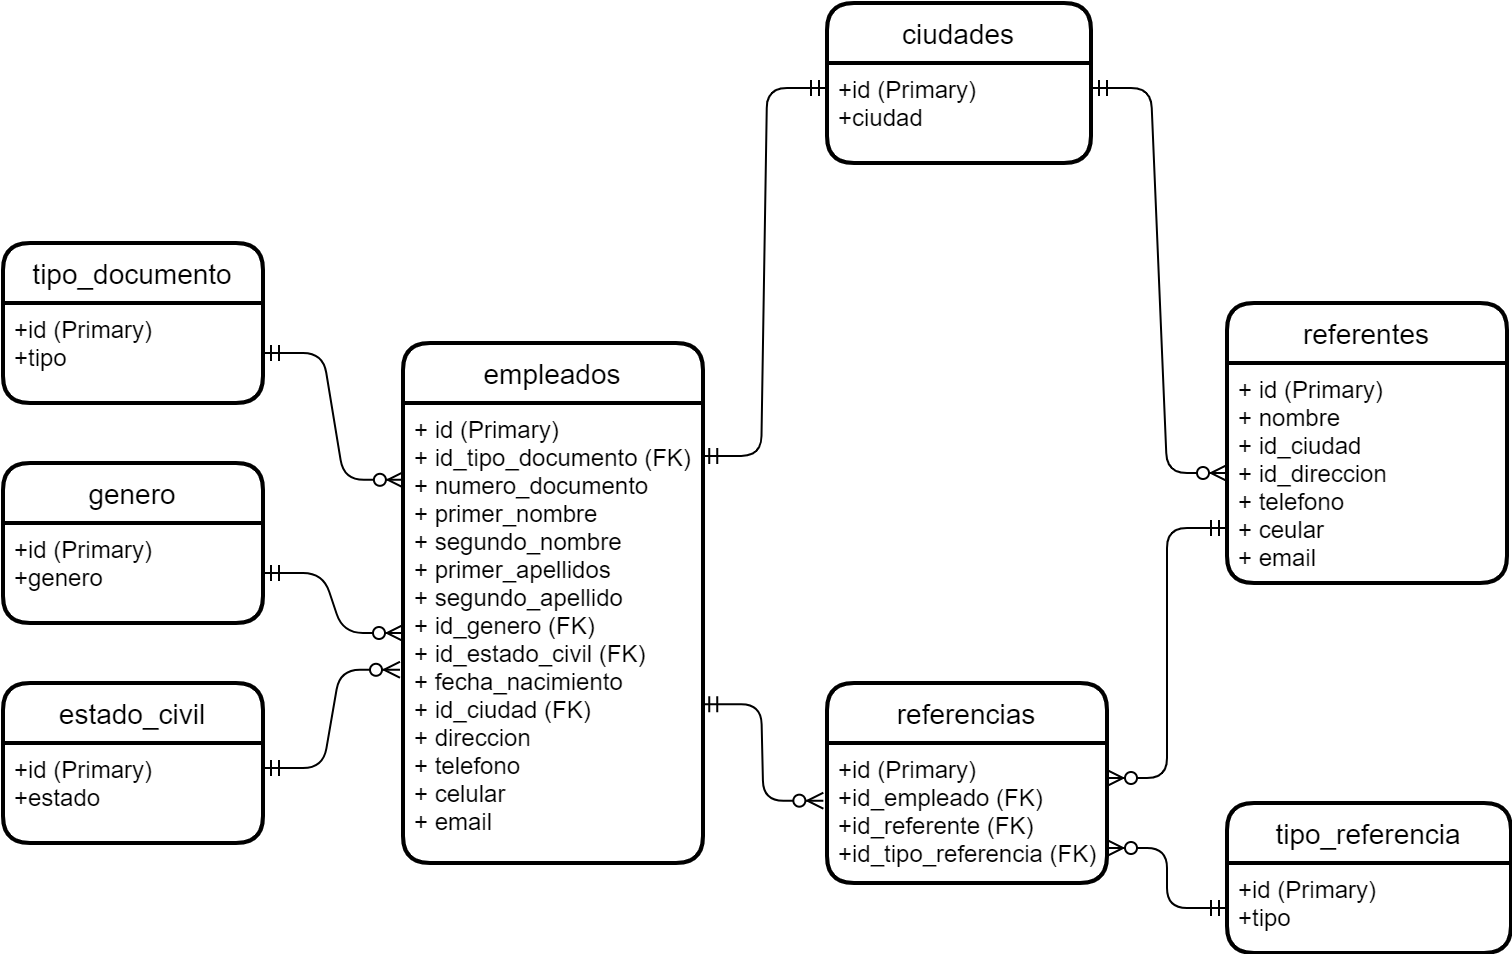 ciudades
+id (Primary)
+ciudad
tipo_documento
+id (Primary)
+tipo
genero
+id (Primary)
+genero
estado_civil
+id (Primary)
+estado
empleados
+ id (Primary)
+ id_tipo_documento (FK)
+ numero_documento
+ primer_nombre
+ segundo_nombre
+ primer_apellidos
+ segundo_apellido
+ id_genero (FK)
+ id_estado_civil (FK)
+ fecha_nacimiento
+ id_ciudad (FK)
+ direccion
+ telefono
+ celular
+ email
referentes
+ id (Primary)
+ nombre
+ id_ciudad
+ id_direccion
+ telefono
+ ceular
+ email
referencias
+id (Primary)
+id_empleado (FK)
+id_referente (FK)
+id_tipo_referencia (FK)
tipo_referencia
+id (Primary)
+tipo